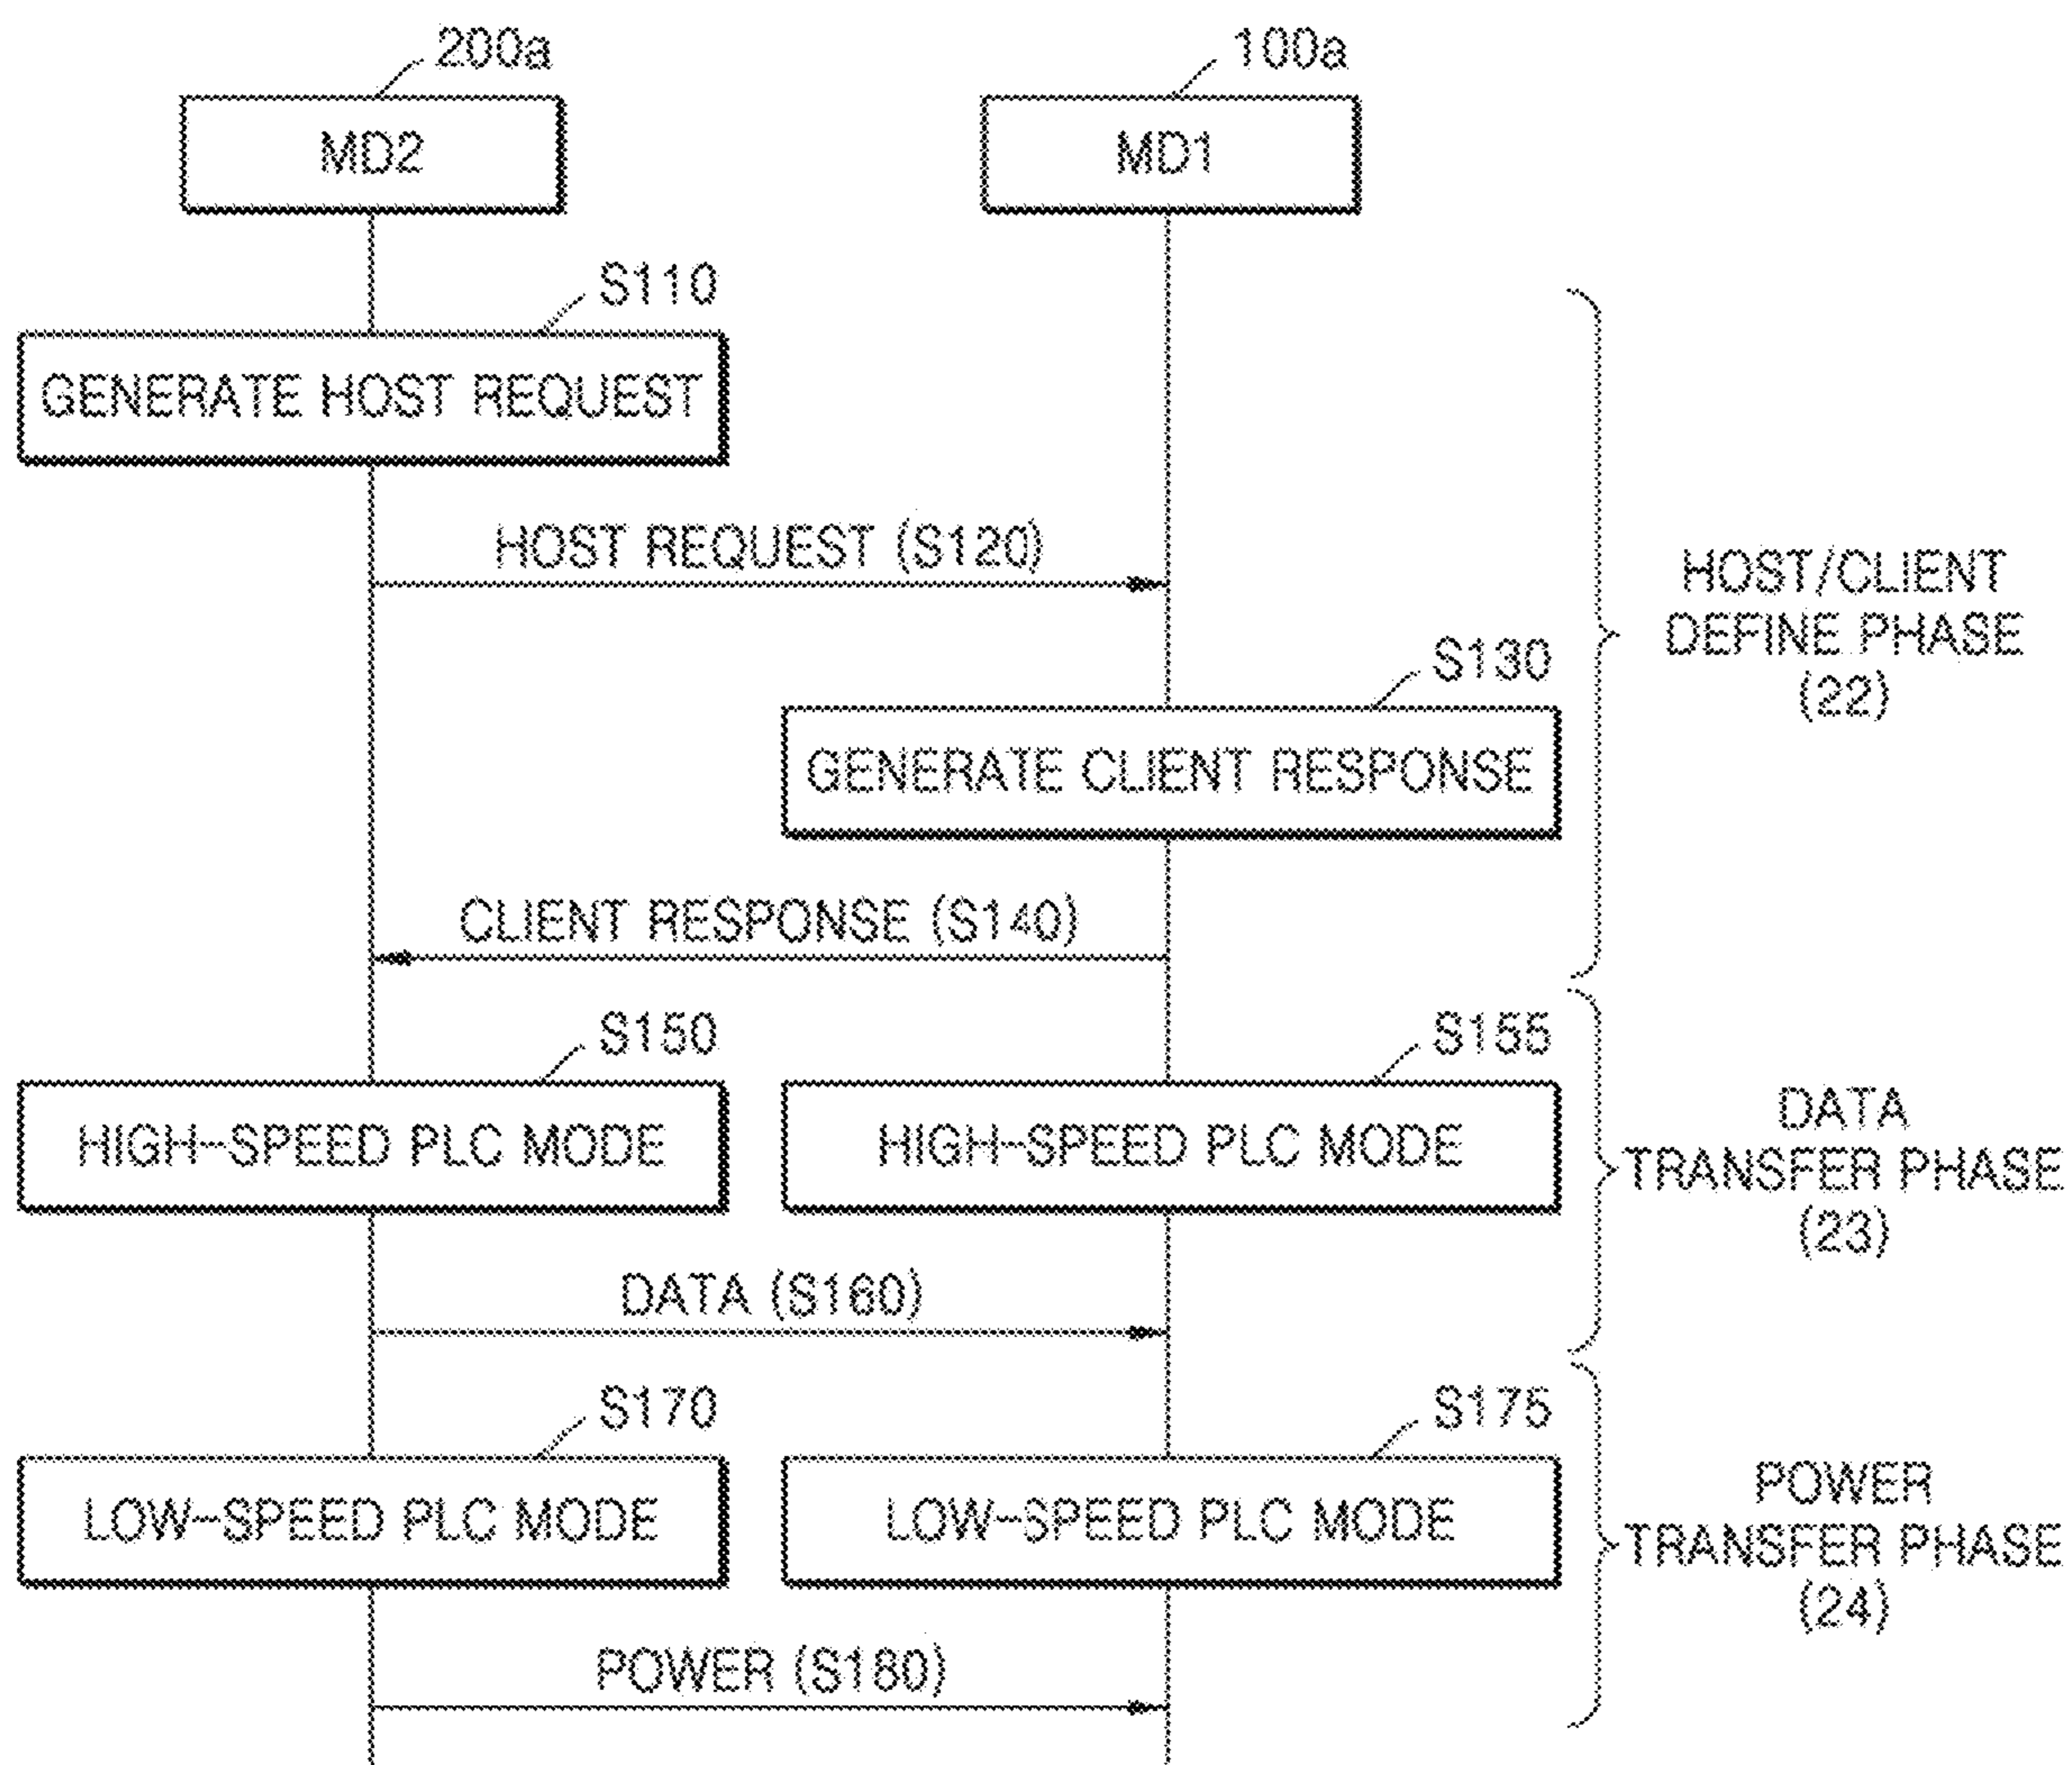 200a
100a
MD2
MD1
S110
GENERATE HOST REQUEST
HOST REQUEST (S120)
HOST/CLIENT
DEFINE PHASE
(22)
S130
GENERATE CLIENT RESPONSE
CLIENT RESPONSE (S140)
S150
S155
HIGH-SPEED PLC MODE
HIGH-SPEED PLC MODE
DATA
TRANSFER PHASE
(23)
DATA (S160)
S170
S175
LOW-SPEED PLC MODE
LOW-SPEED PLC MODE
POWER
TRANSFER PHASE
(24)
POWER (S180)